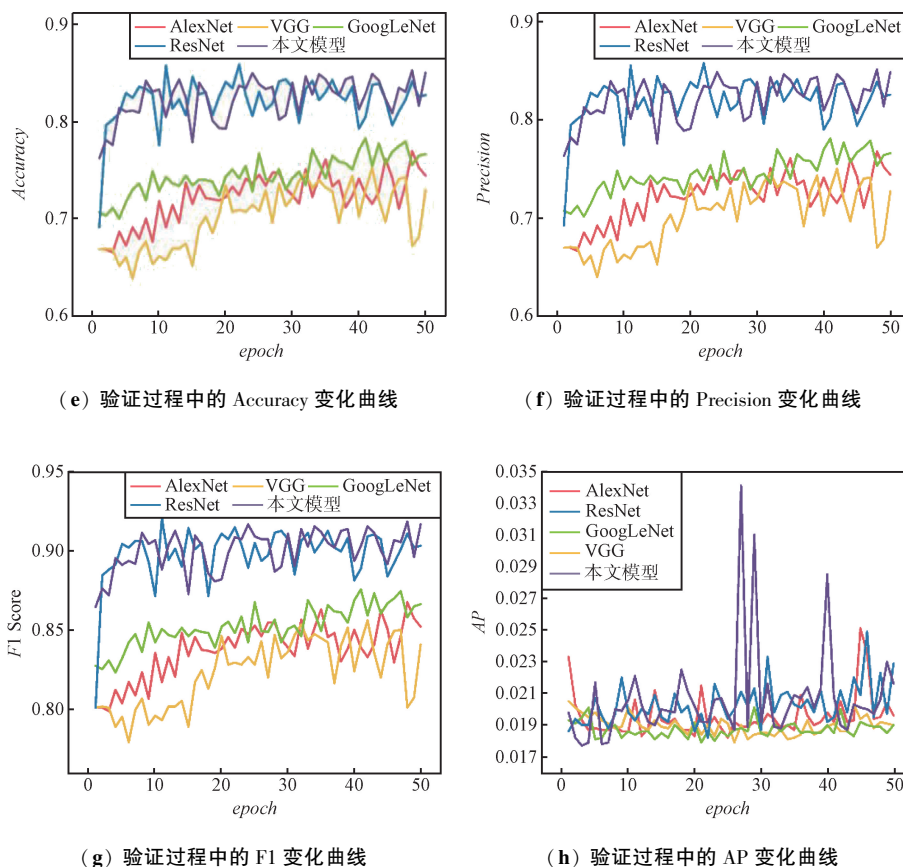 0.9
AlexNet VGG GoogLeNet
ResNet 本文模型
0.8
Accuracy
0.7
0.6
0 10 20 30 40 50
epoch
(e) 验证过程中的 Accuracy 变化曲线
0.9
AlexNet VGG GoogLeNet
ResNet 本文模型
0.8
Precision
0.7
0.6
0 10 20 30 40 50
epoch
(f) 验证过程中的 Precision 变化曲线
0.95
AlexNet VGG GoogLeNet
ResNet 本文模型
0.90
F1 Score
0.85
0.80
0 10 20 30 40 50
epoch
(g) 验证过程中的 F1 变化曲线
0.035
AlexNet
0.033
ResNet
0.031
GoogLeNet
0.029
VGG
本文模型
0.027
AP
0.025
0.023
0.021
0.019
0.017
0 10 20 30 40 50
epoch
(h) 验证过程中的 AP 变化曲线